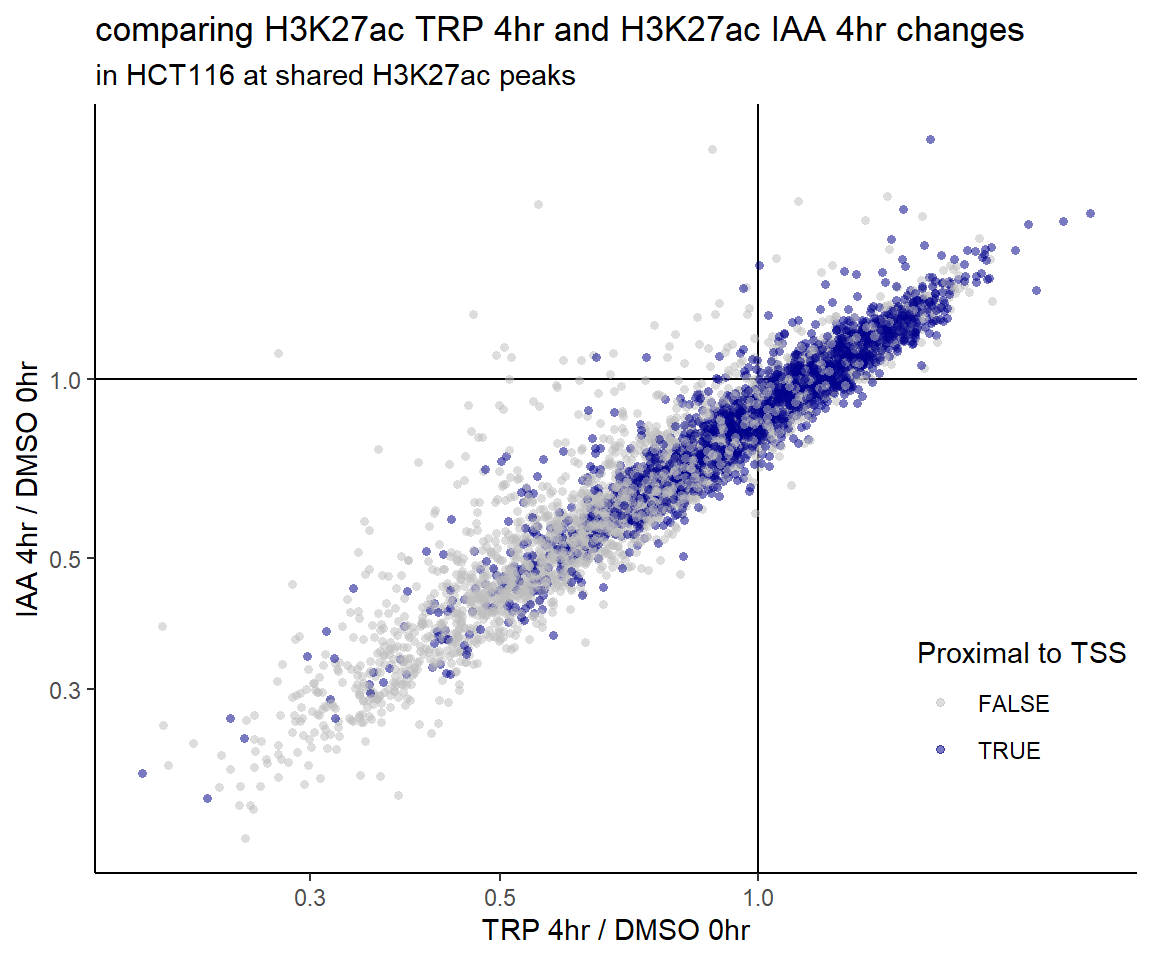 comparing H3K27ac TRP 4hr and H3K27ac IAA 4hr changes
in HCT116 at shared H3K27ac peaks
IAA 4hr / DMSO 0hr
1.0
0.5
0.3
Proximal to TSS
FALSE
TRUE
0.3 0.5 1.0
TRP 4hr / DMSO 0hr